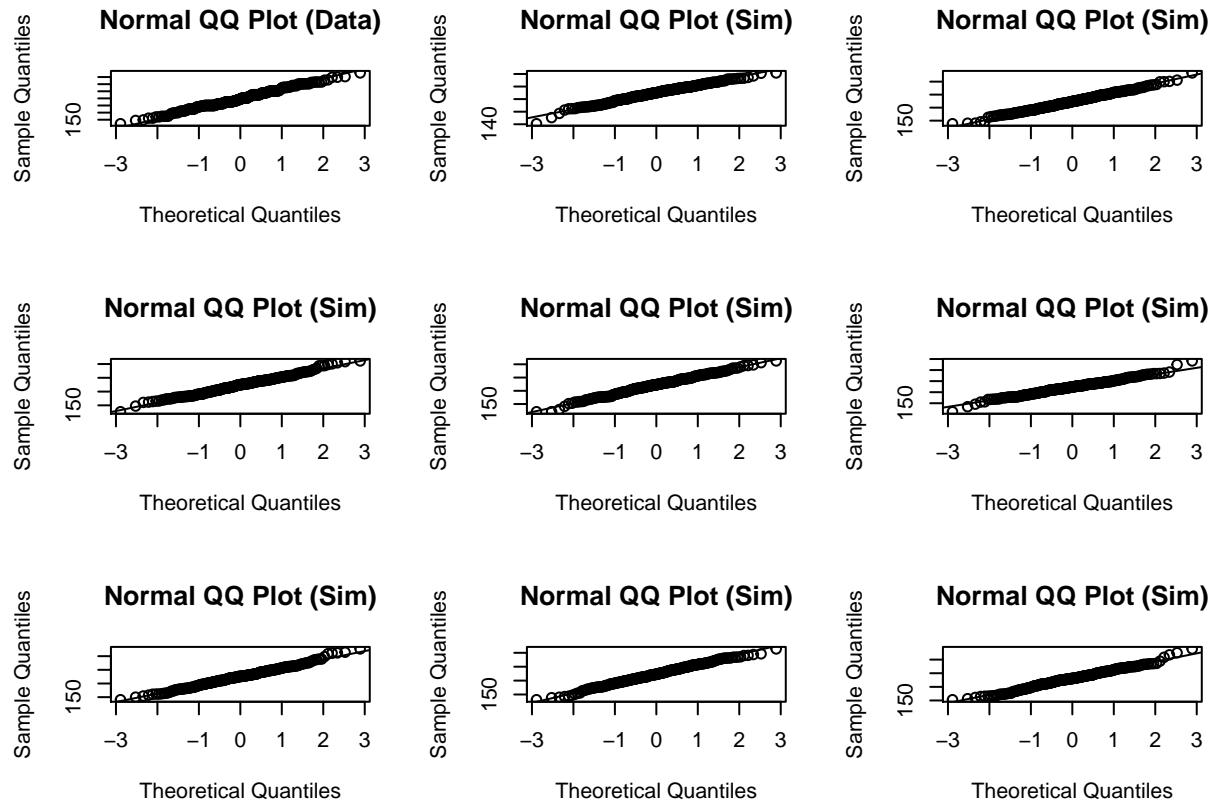 Normal QQ Plot (Data)
Sample Quantiles
150
−3 −1 0 1 2 3
Theoretical Quantiles
Normal QQ Plot (Sim)
Sample Quantiles
140
−3 −1 0 1 2 3
Theoretical Quantiles
Normal QQ Plot (Sim)
Sample Quantiles
150
−3 −1 0 1 2 3
Theoretical Quantiles
Normal QQ Plot (Sim)
Sample Quantiles
150
−3 −1 0 1 2 3
Theoretical Quantiles
Normal QQ Plot (Sim)
Sample Quantiles
150
−3 −1 0 1 2 3
Theoretical Quantiles
Normal QQ Plot (Sim)
Sample Quantiles
150
−3 −1 0 1 2 3
Theoretical Quantiles
Normal QQ Plot (Sim)
Sample Quantiles
150
−3 −1 0 1 2 3
Theoretical Quantiles
Normal QQ Plot (Sim)
Sample Quantiles
150
−3 −1 0 1 2 3
Theoretical Quantiles
Normal QQ Plot (Sim)
Sample Quantiles
150
−3 −1 0 1 2 3
Theoretical Quantiles